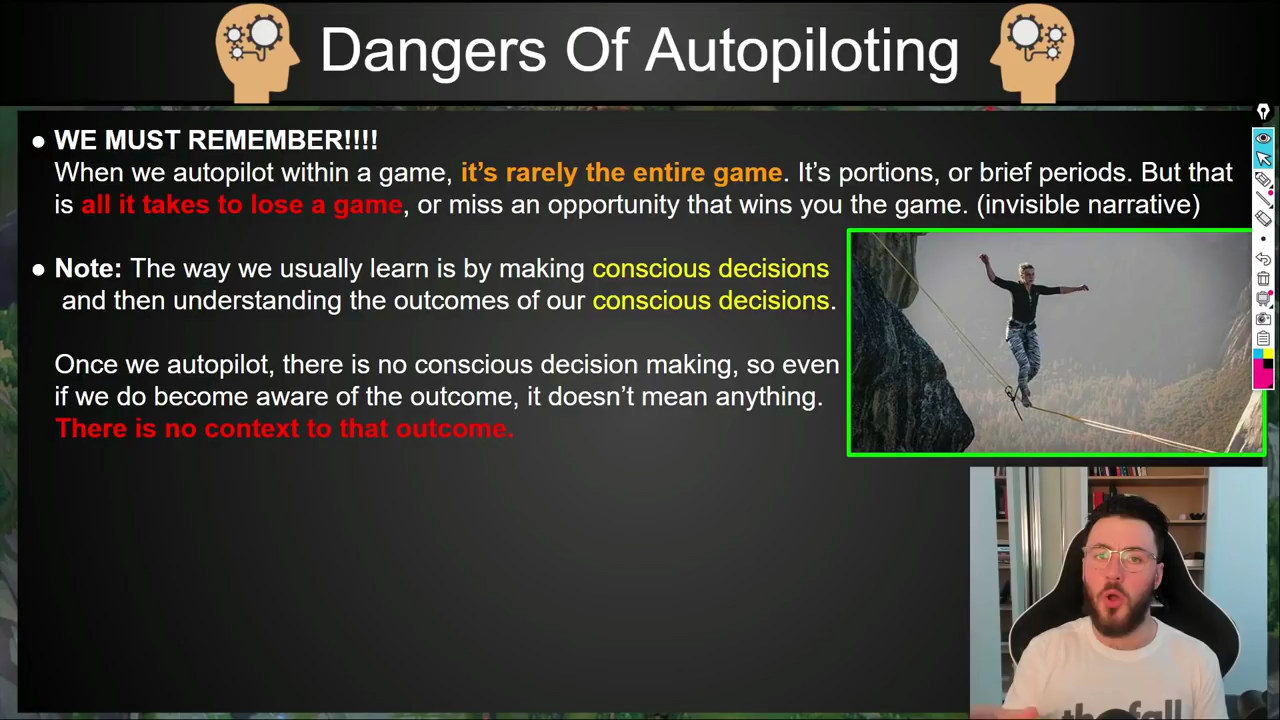 Dangers Of Autopiloting
● WE MUST REMEMBER!!!!
When we autopilot within a game, it's rarely the entire game. It's portions, or brief periods. But that
is all it takes to lose a game, or miss an opportunity that wins you the game. (invisible narrative)
● Note: The way we usually learn is by making conscious decisions
and then understanding the outcomes of our conscious decisions.
Once we autopilot, there is no conscious decision making, so even
if we do become aware of the outcome, it doesn't mean anything.
There is no context to that outcome.